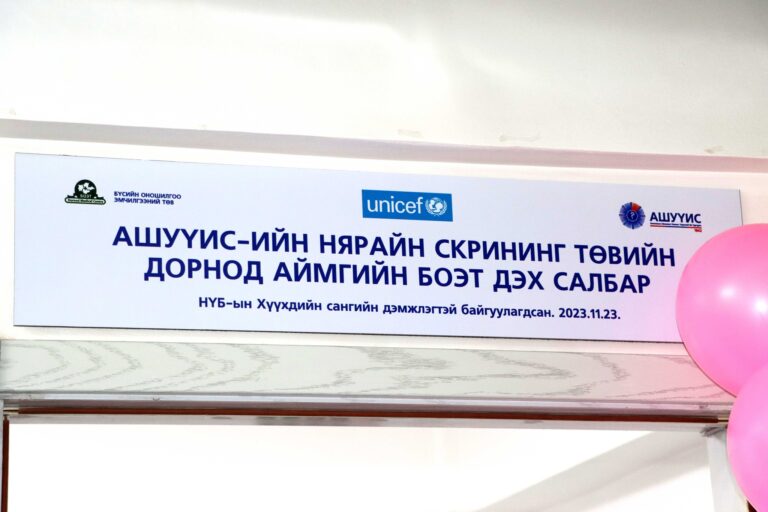 БҮСИЙН ОНОШИЛГОО
ЭМЧИЛГЭЭНИЙ ТӨВ
unicef
АШУҮИС
АШУҮИС-ИЙН НЯРАЙН СКРИНИНГ ТӨВИЙН
ДОРНОД АЙМГИЙН БОЭТ ДЭХ САЛБАР
НҮБ-ын Хүүхдийн сангийн дэмжлэгтэй байгуулагдсан. 2023.11.23.